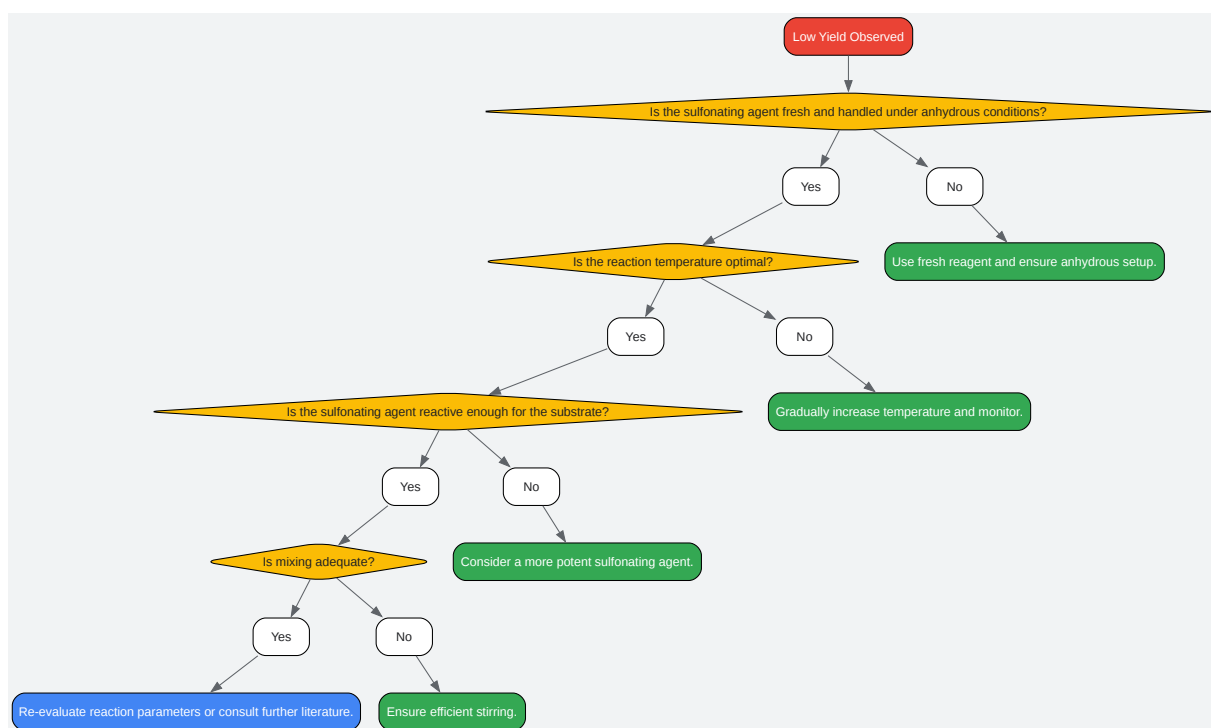 Low Yield Observed
Is the sulfonating agent fresh and handled under anhydrous conditions?
Yes
No
Is the reaction temperature optimal?
Use fresh reagent and ensure anhydrous setup.
Yes
No
Is the sulfonating agent reactive enough for the substrate?
Gradually increase temperature and monitor.
Yes
No
Is mixing adequate?
Consider a more potent sulfonating agent.
Yes
No
Re-evaluate reaction parameters or consult further literature.
Ensure efficient stirring.